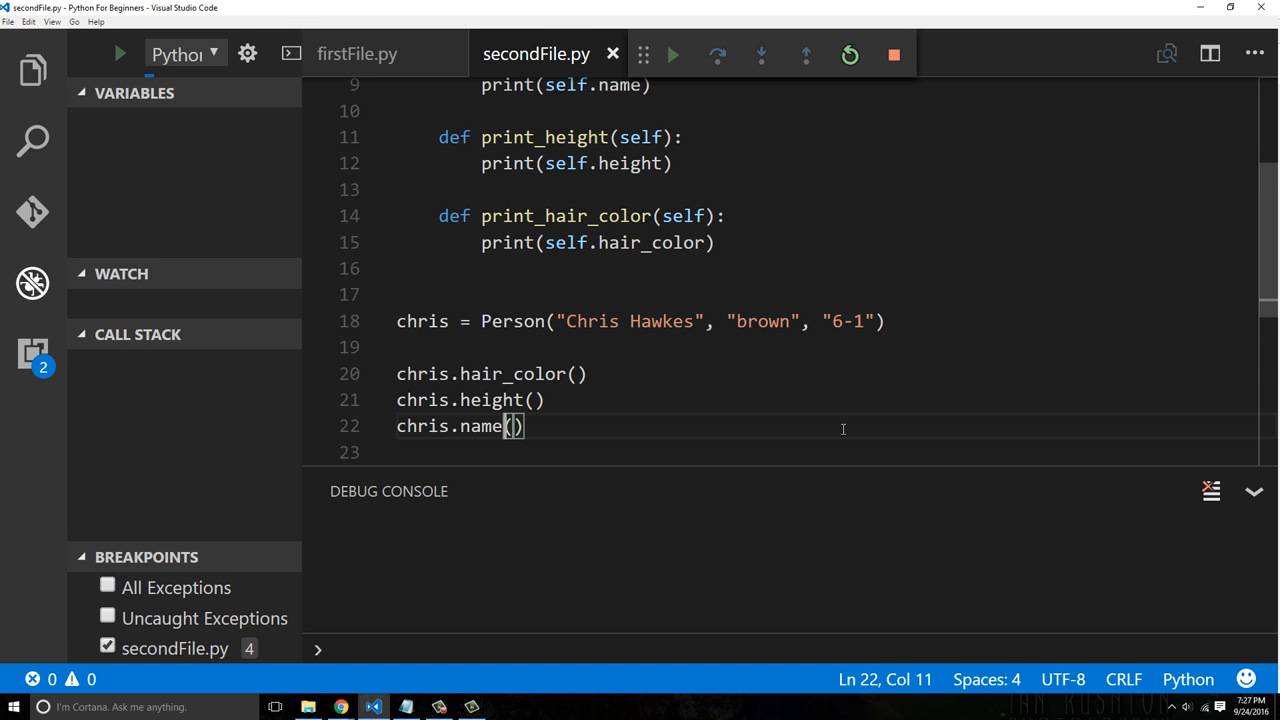 secondFile.py - Python For Beginners - Visual Studio Code
File Edit View Go Help
Python
firstFile.py
secondFile.py
VARIABLES
WATCH
CALL STACK
2
9 print(self.name)
10
11 def print_height(self):
12 print(self.height)
13
14 def print_hair_color(self):
15 print(self.hair_color)
16
17
18 chris = Person("Chris Hawkes", "brown", "6-1")
19
20 chris.hair_color()
21 chris.height()
22 chris.name()
23
DEBUG CONSOLE
BREAKPOINTS
All Exceptions
Uncaught Exceptions
secondFile.py 4
0 0 Ln 22, Col 11 Spaces: 4 UTF-8 CRLF Python
I'm Cortana. Ask me anything.
7:27 PM
9/24/2016